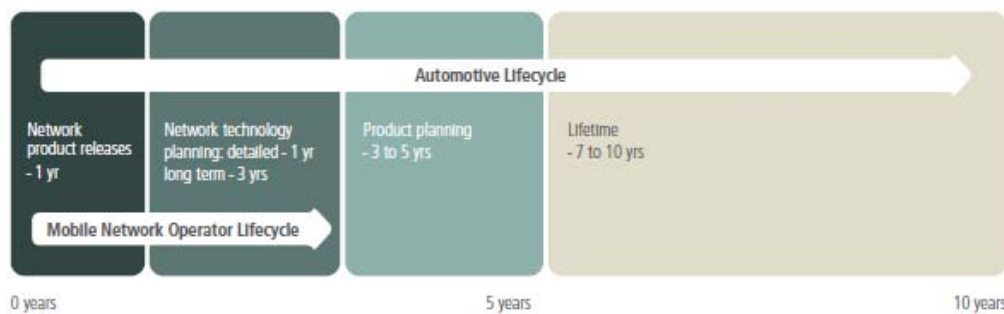 Automotive Lifecycle
Network
product releases
- 1 yr
Network technology
planning: detailed - 1 yr
long term - 3 yrs
Product planning
- 3 to 5 yrs
Lifetime
- 7 to 10 yrs
Mobile Network Operator Lifecycle
0 years
5 years
10 years